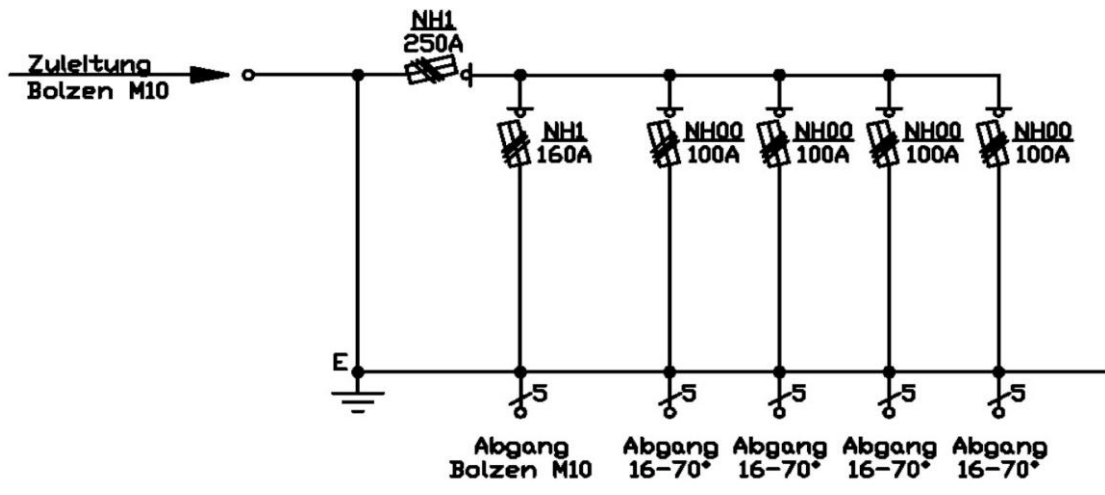 NH1
250A
Zuleitung
Bolzen M10
NH1
160A
NH00
100A
NH00
100A
NH00
100A
NH00
100A
E
5
5
5
5
5
Abgang
Bolzen M10
Abgang
16-70*
Abgang
16-70*
Abgang
16-70*
Abgang
16-70*